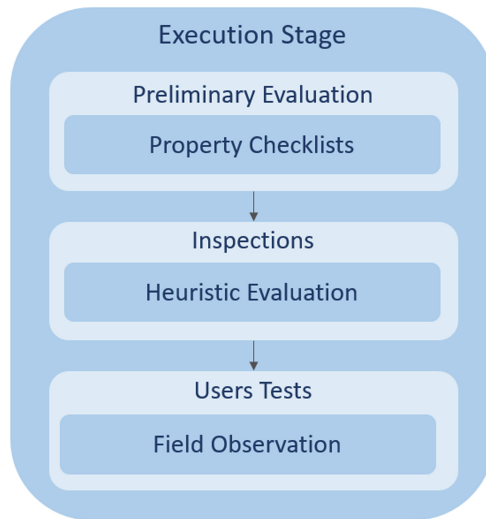 Execution Stage
Preliminary Evaluation
Property Checklists
Inspections
Heuristic Evaluation
Users Tests
Field Observation